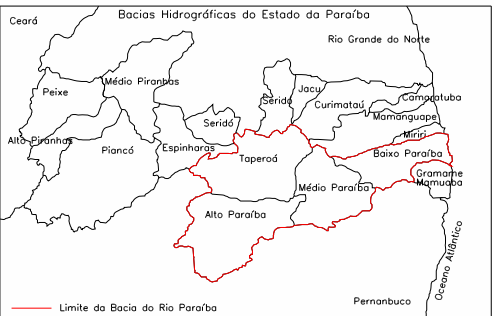 Bacias Hidrográficas do Estado da Paraíba
Ceará
Rio Grande do Norte
Médio Piranhas
Peixe
Jacu
Seridó
Curimataú
Camaratuba
Mamanguape
Seridó
Miriri
Alto Piranhas
Piancó
Espinharas
Taperoá
Baixo Paraíba
Gramame
Mamuaba
Médio Paraíba
Alto Paraíba
Oceano Atlântico
Pernambuco
Limite da Bacia do Rio Paraíba